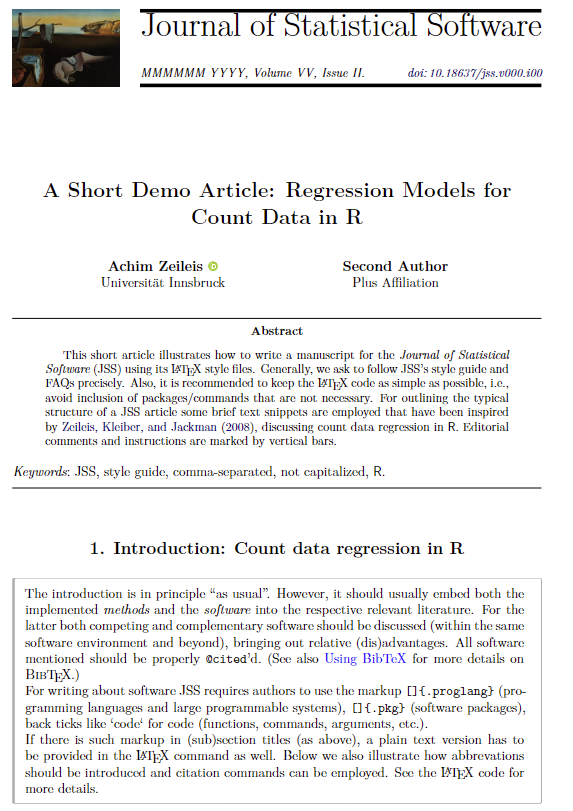 Journal of Statistical Software
MMMMMM YYYY, Volume VV, Issue II.
doi: 10.18637/jss.v000.i00
A Short Demo Article: Regression Models for
Count Data in R
Achim Zeileis
Universität Innsbruck
Second Author
Plus Affiliation
Abstract
This short article illustrates how to write a manuscript for the Journal of Statistical
Software (JSS) using its LATEX style files. Generally, we ask to follow JSS's style guide and
FAQs precisely. Also, it is recommended to keep the LATEX code as simple as possible, i.e.,
avoid inclusion of packages/commands that are not necessary. For outlining the typical
structure of a JSS article some brief text snippets are employed that have been inspired
by Zeileis, Kleiber, and Jackman (2008), discussing count data regression in R. Editorial
comments and instructions are marked by vertical bars.
Keywords: JSS, style guide, comma-separated, not capitalized, R.
1. Introduction: Count data regression in R
The introduction is in principle “as usual”. However, it should usually embed both the
implemented methods and the software into the respective relevant literature. For the
latter both competing and complementary software should be discussed (within the same
software environment and beyond), bringing out relative (dis)advantages. All software
mentioned should be properly @cited'd. (See also Using BibTeX for more details on
BIBTEX.)
For writing about software JSS requires authors to use the markup []{.proglang} (pro-
gramming languages and large programmable systems), []{.pkg} (software packages),
back ticks like ‘code‘ for code (functions, commands, arguments, etc.).
If there is such markup in (sub)section titles (as above), a plain text version has to
be provided in the LATEX command as well. Below we also illustrate how abbrevations
should be introduced and citation commands can be employed. See the LATEX code for
more details.